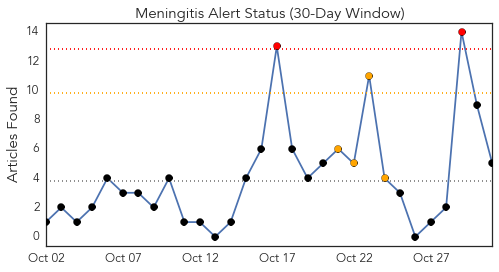 Meningitis Alert Status (30-Day Window)
Articles Found
14
12
10
8
6
4
2
0
Oct 02 Oct 07 Oct 12 Oct 17 Oct 22 Oct 27